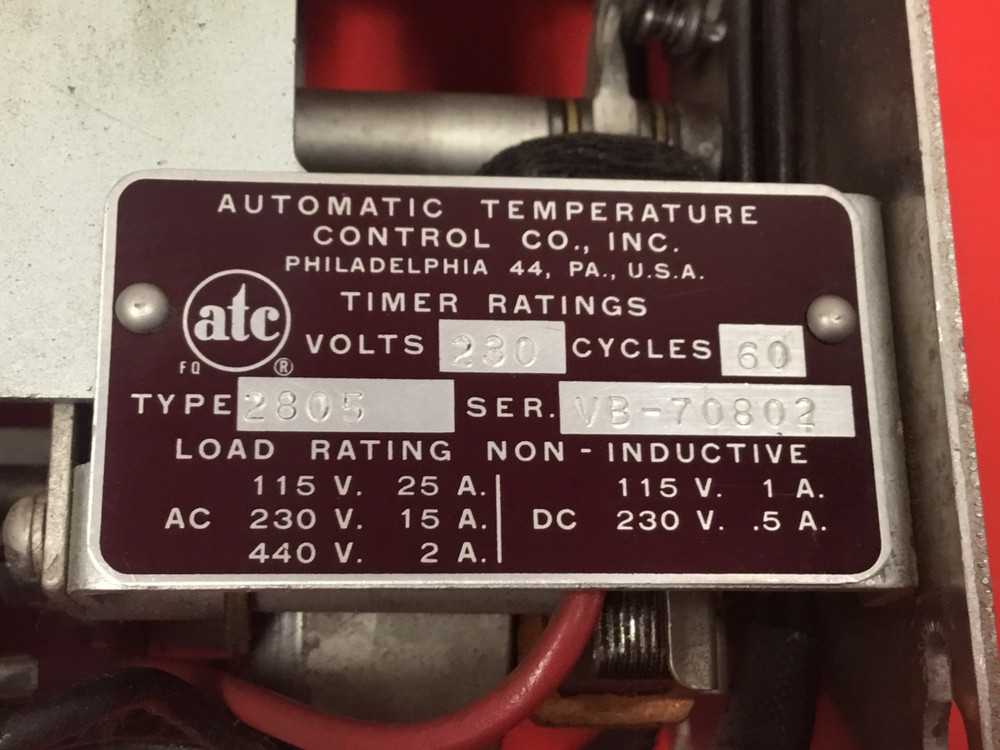 AUTOMATIC TEMPERATURE
CONTROL CO., INC.
PHILADELPHIA 44, PA., U.S.A.
TIMER RATINGS
atc
FQ ®
VOLTS 230 CYCLES 60
TYPE 2805 SER. VB-70802
LOAD RATING NON-INDUCTIVE
115 V. 25 A. 115 V. 1 A.
AC 230 V. 15 A. DC 230 V. .5 A.
440 V. 2 A.